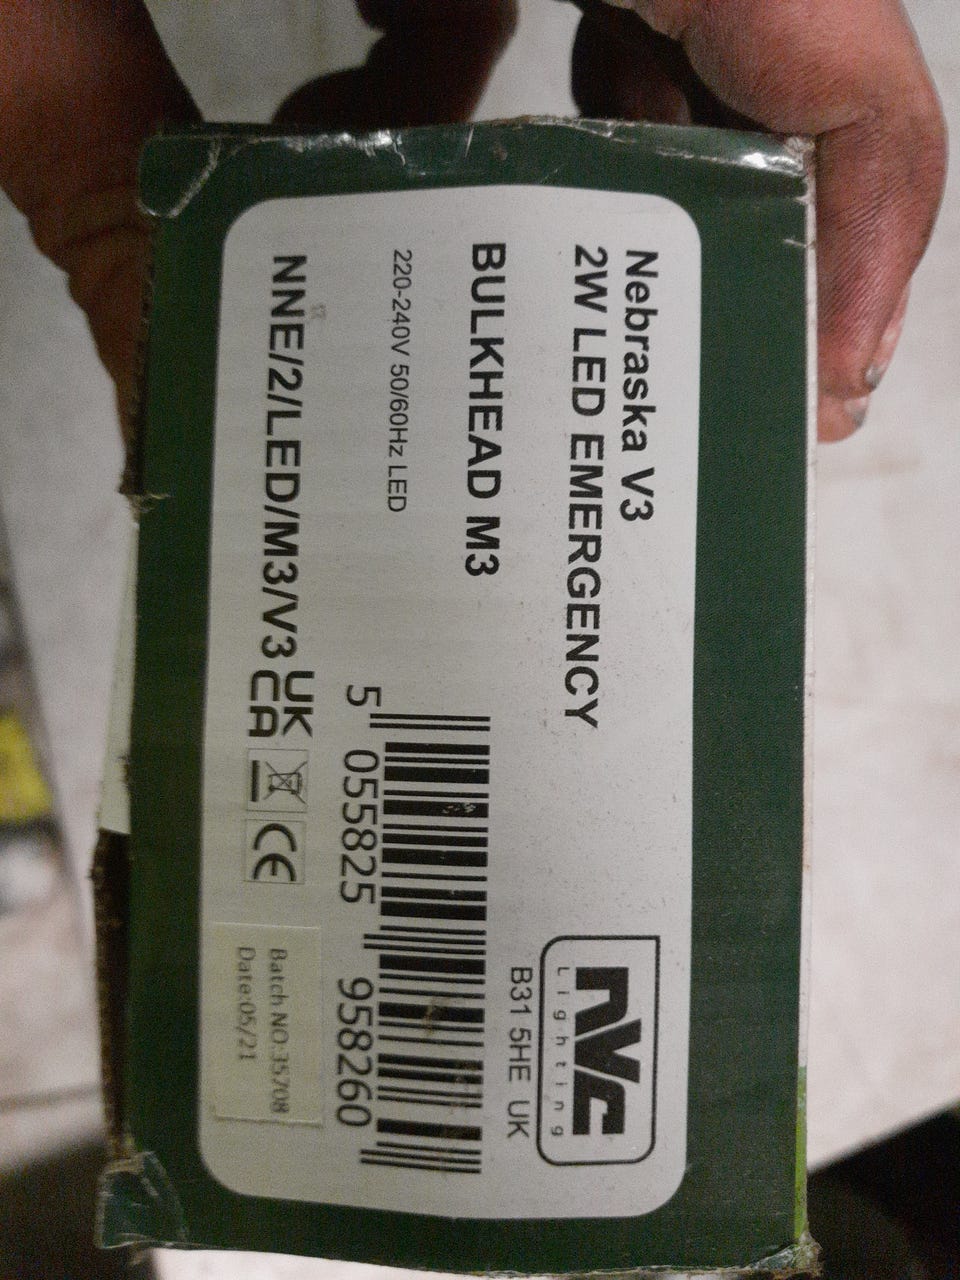 Nebraska V3
2W LED EMERGENCY
BULKHEAD M3
220-240V 50/60Hz LED
NNE/2/LED/M3/V3
UK
CA
CE
nVC
Lighting
B31 5HE UK
5 055825 958260
Batch NO:35708
Date:05/21